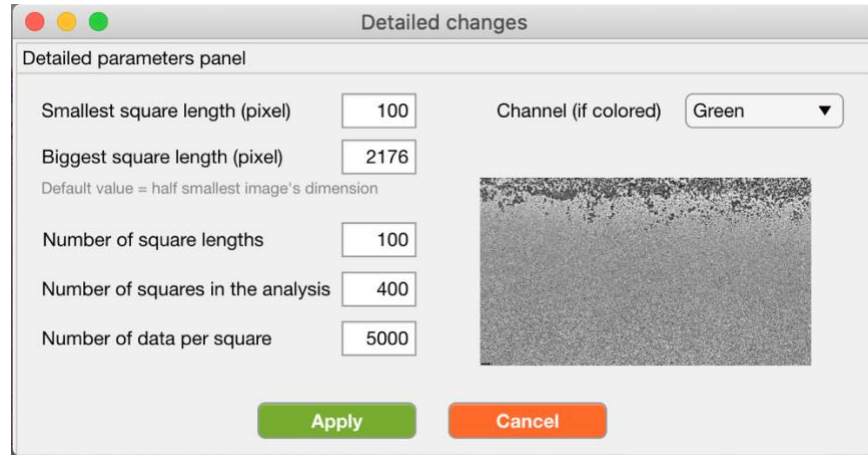 Detailed changes
Detailed parameters panel
Smallest square length (pixel) 100
Channel (if colored) Green
Biggest square length (pixel) 2176
Default value = half smallest image's dimension
Number of square lengths 100
Number of squares in the analysis 400
Number of data per square 5000
Apply
Cancel